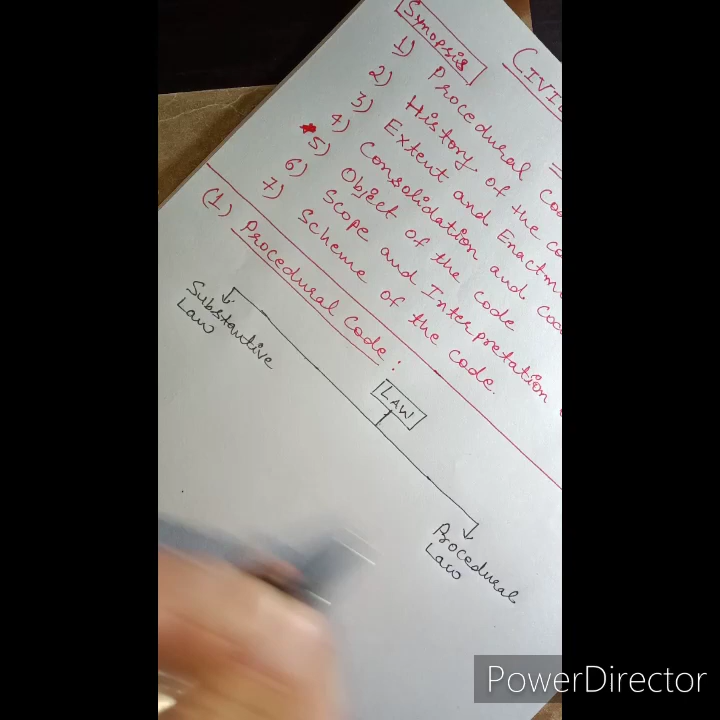 CIVI
Synopsis
1) Procedural Co
2) History of the co
3) Extent and Enactm
4) Consolidation and co
5) Object of the code
6) Scope and Interpretation
7) Scheme of the code.
(1) Procedural Code :
LAW
Substantive
Law
Procedural
Law
PowerDirector